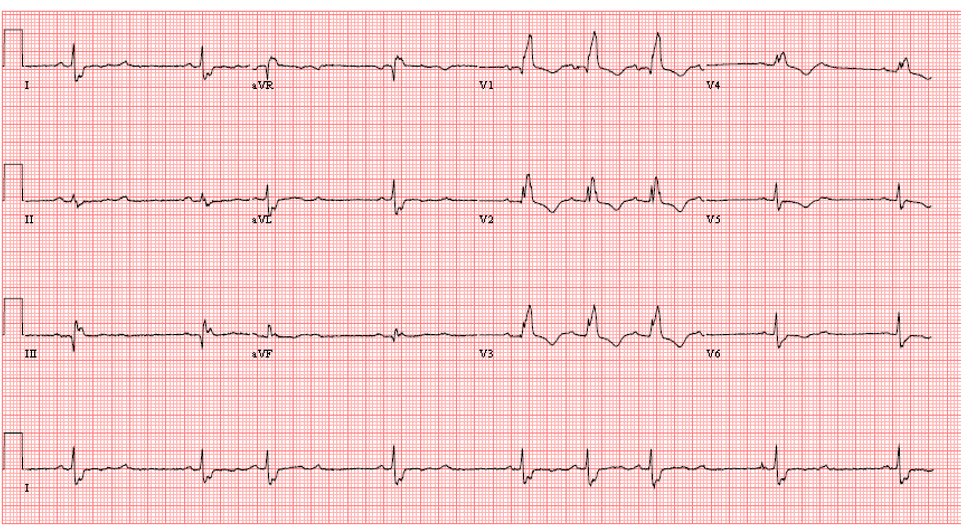 I aVR V1 V4
II aVL V2 V5
III aVF V3 V6
I